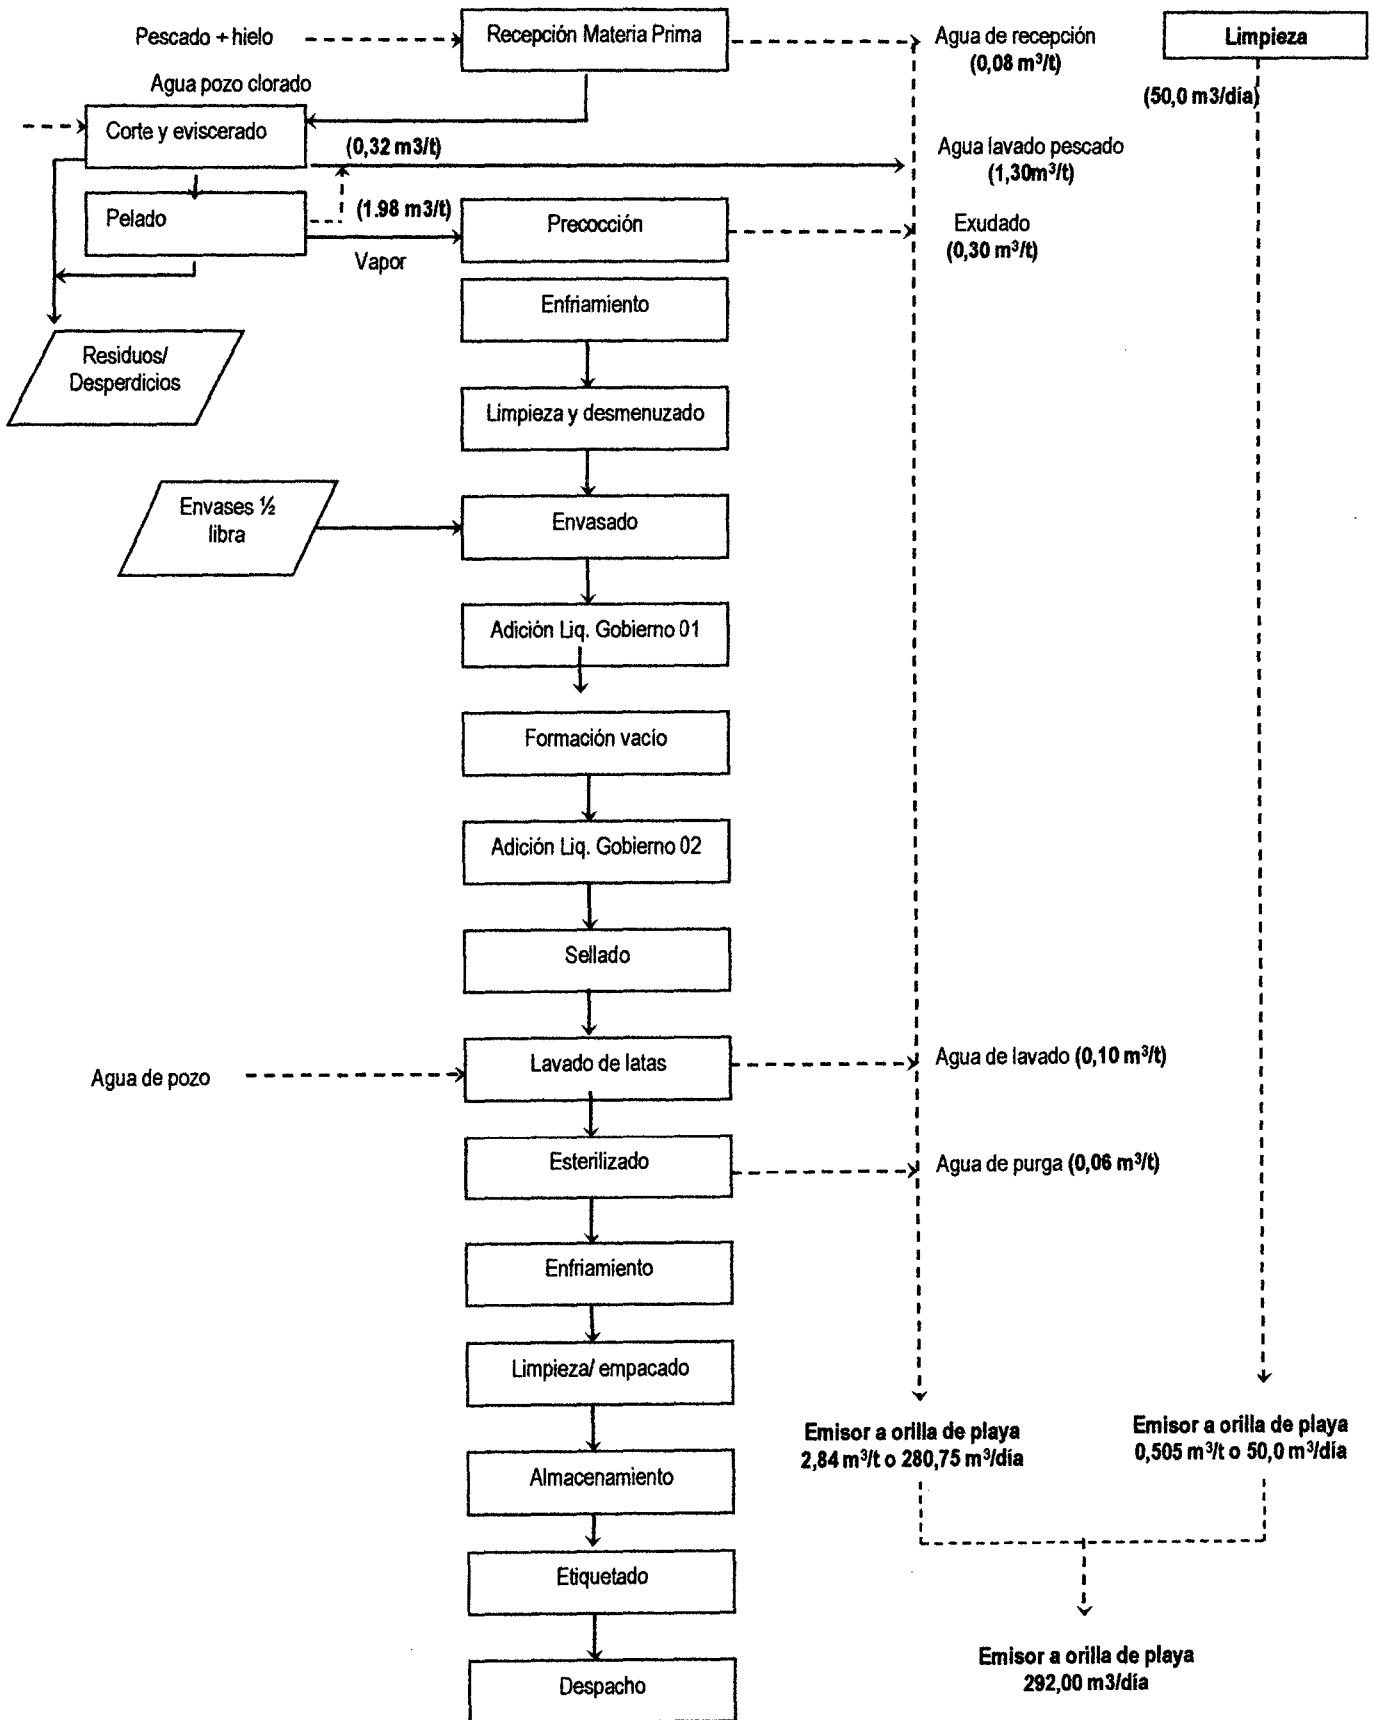 Pescado + hielo
Recepción Materia Prima
Agua de recepción
(0,08 m³/t)
Limpieza
(50,0 m3/día)
Agua pozo clorado
Corte y eviscerado
(0,32 m3/t)
Agua lavado pescado
(1,30m³/t)
Pelado
(1.98 m3/t)
Vapor
Precocción
Exudado
(0,30 m³/t)
Enfriamiento
Residuos/
Desperdicios
Limpieza y desmenuzado
Envases ½
libra
Envasado
Adición Liq. Gobierno 01
Formación vacío
Adición Liq. Gobierno 02
Sellado
Agua de pozo
Lavado de latas
Agua de lavado (0,10 m³/t)
Esterilizado
Agua de purga (0,06 m³/t)
Enfriamiento
Limpieza/ empacado
Emisor a orilla de playa
2,84 m³/t o 280,75 m³/día
Emisor a orilla de playa
0,505 m³/t o 50,0 m³/día
Almacenamiento
Etiquetado
Emisor a orilla de playa
292,00 m3/día
Despacho